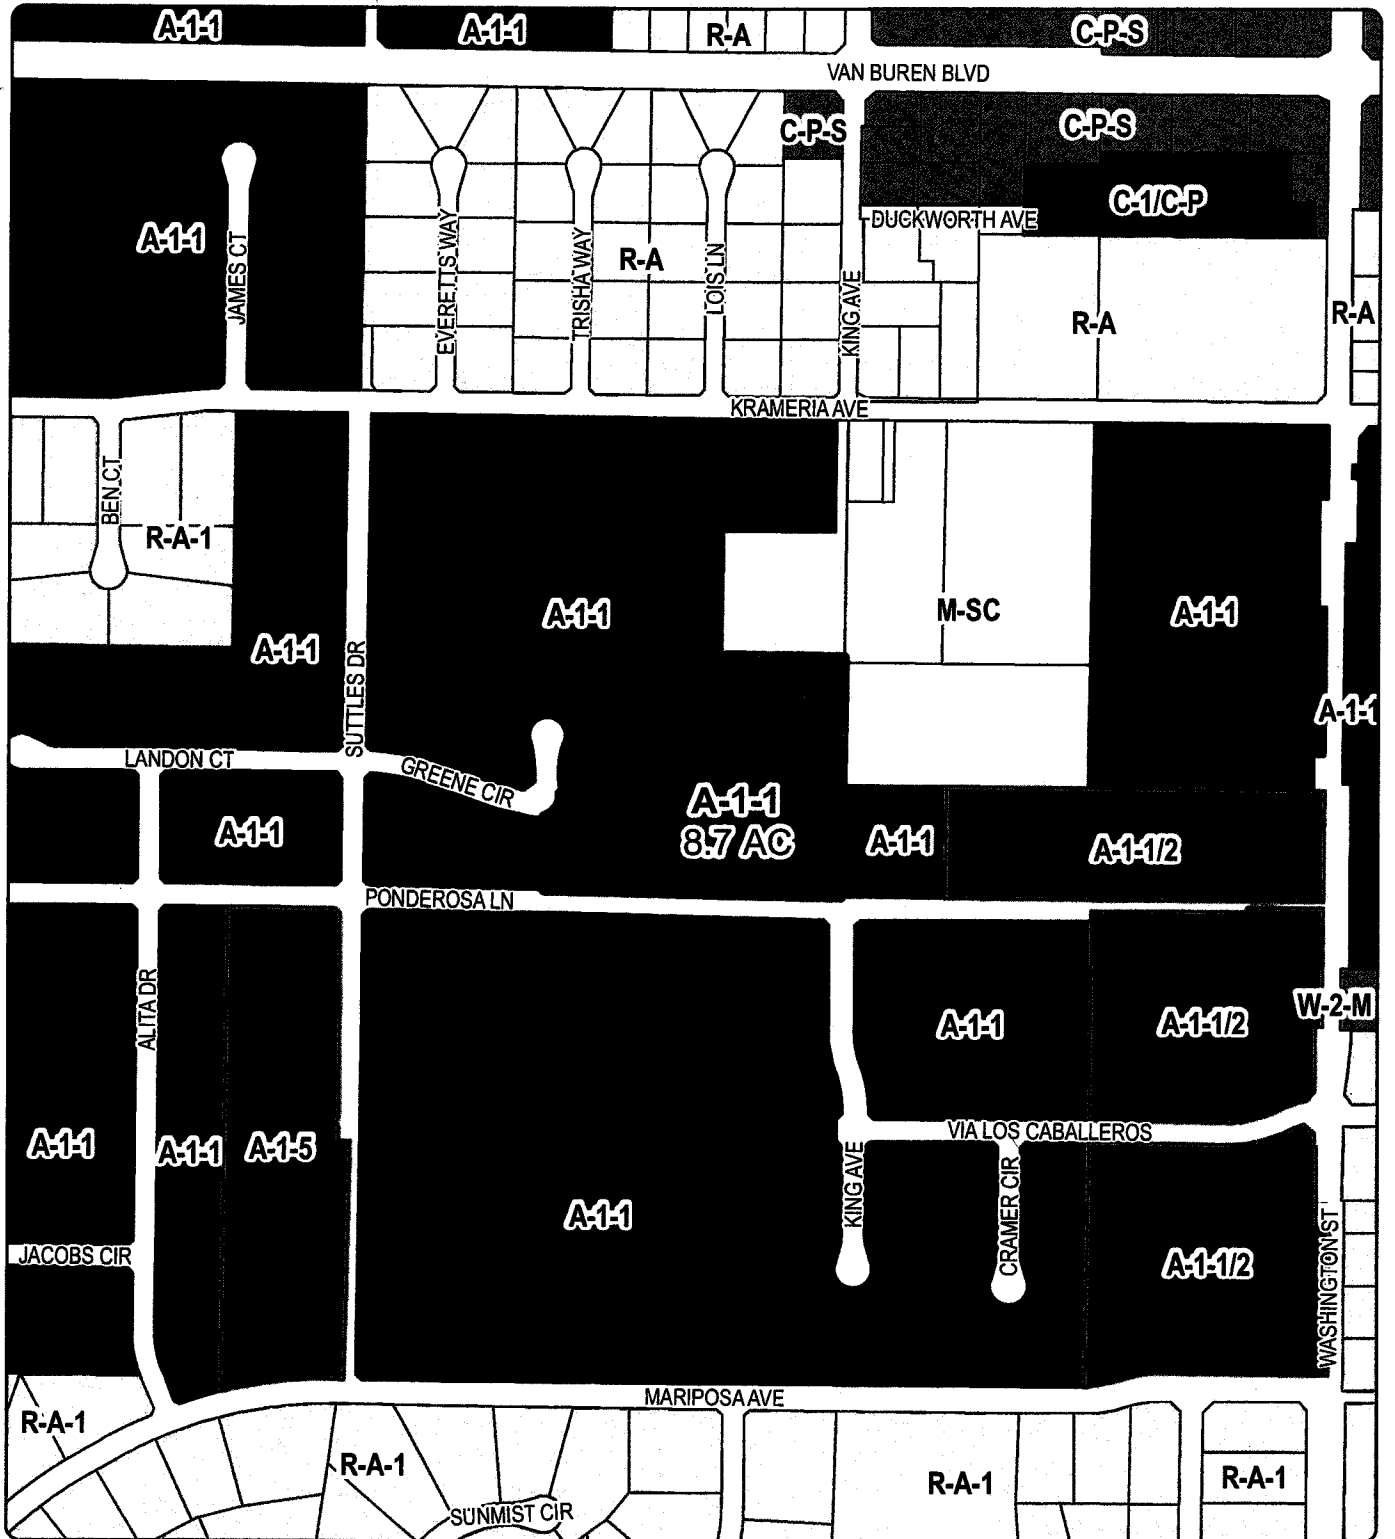 A-1-1
A-1-1
R-A
C-P-S
VAN BUREN BLVD
C-P-S
C-P-S
C-1/C-P
DUCKWORTH AVE
A-1-1
JAMES CT
EVERETTS WAY
TRISHA WAY
R-A
LOIS LN
KING AVE
R-A
R-A
KRAMERIA AVE
BEN CT
R-A-1
A-1-1
SUTTLES DR
A-1-1
M-SC
A-1-1
A-1-1
LANDON CT
GREENE CIR
A-1-1
A-1-1
8.7 AC
A-1-1
A-1-1/2
PONDEROSA LN
ALITA DR
A-1-1
A-1-1/2
W-2-M
A-1-1
A-1-1
A-1-5
VIA LOS CABALLEROS
KING AVE
CRAMER CIR
A-1-1
JACOBS CIR
A-1-1/2
WASHINGTON ST
MARIPOSA AVE
R-A-1
R-A-1
R-A-1
R-A-1
SUNMIST CIR